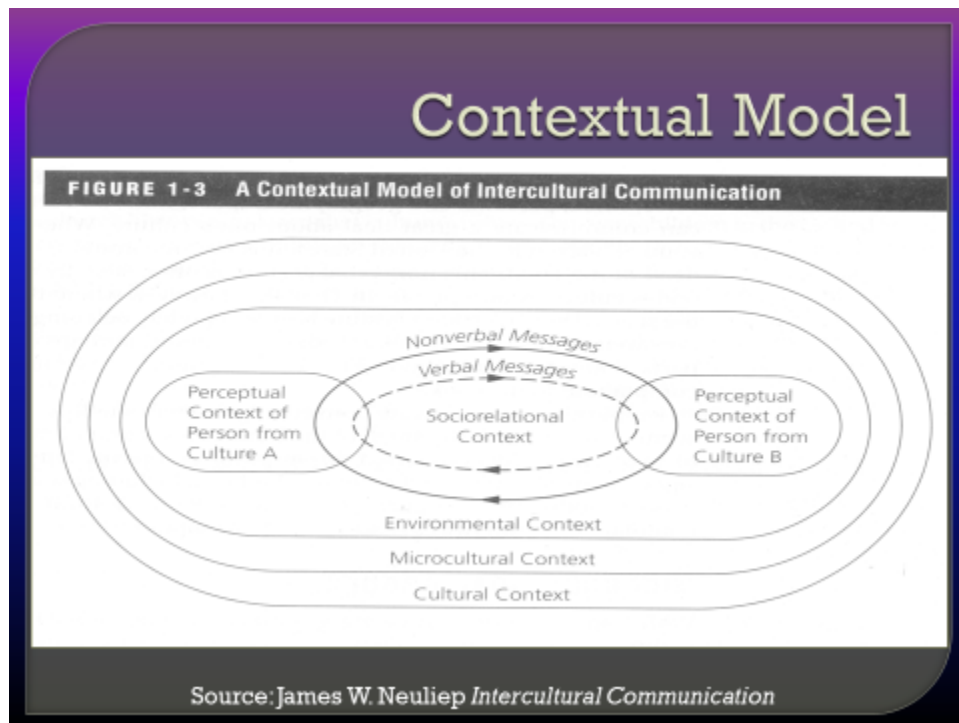 Contextual Model
FIGURE 1-3 A Contextual Model of Intercultural Communication
Nonverbal Messages
Verbal Messages
Perceptual
Context of
Person from
Culture A
Sociorelational
Context
Perceptual
Context of
Person from
Culture B
Environmental Context
Microcultural Context
Cultural Context
Source: James W. Neuliep Intercultural Communication